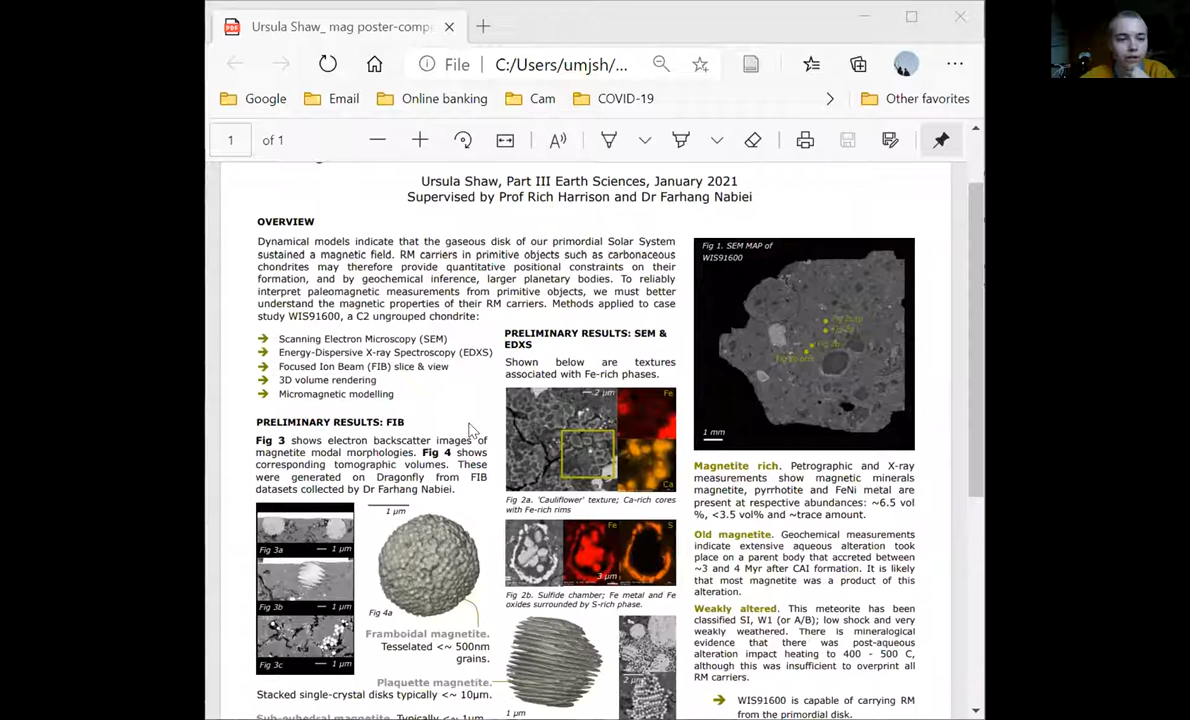 Ursula Shaw_ mag poster-compe
File
C:/Users/umjsh/...
Google
Email
Online banking
Cam
COVID-19
Other favorites
1
of 1
Ursula Shaw, Part III Earth Sciences, January 2021
Supervised by Prof Rich Harrison and Dr Farhang Nabiei
OVERVIEW
Dynamical models indicate that the gaseous disk of our primordial Solar System
sustained a magnetic field. RM carriers in primitive objects such as carbonaceous
chondrites may therefore provide quantitative positional constraints on their
formation, and by geochemical inference, larger planetary bodies. To reliably
interpret paleomagnetic measurements from primitive objects, we must better
understand the magnetic properties of their RM carriers. Methods applied to case
study WIS91600, a C2 ungrouped chondrite:
Scanning Electron Microscopy (SEM)
Energy-Dispersive X-ray Spectroscopy (EDXS)
Focused Ion Beam (FIB) slice & view
3D volume rendering
Micromagnetic modelling
PRELIMINARY RESULTS: FIB
Fig 3 shows electron backscatter images of
magnetite modal morphologies. Fig 4 shows
corresponding tomographic volumes. These
were generated on Dragonfly from FIB
datasets collected by Dr Farhang Nabiei.
Fig 3a
1 μm
Fig 3b
1 μm
Fig 3c
1 μm
1 μm
Fig 4a
Framboidal magnetite.
Tesselated <~ 500nm
grains.
Plaquette magnetite.
Stacked single-crystal disks typically <~ 10μm.
Sub-euhedral magnetite. Typically <~ 1μm
PRELIMINARY RESULTS: SEM &
EDXS
Shown below are textures
associated with Fe-rich phases.
2 μm
Fe
Ca
Fig 2a. 'Cauliflower' texture; Ca-rich cores
with Fe-rich rims
Fe
S
3 μm
Fig 2b. Sulfide chamber; Fe metal and Fe
oxides surrounded by S-rich phase.
1 μm
2 μm
Fig 1. SEM MAP of
WIS91600
1 mm
Magnetite rich. Petrographic and X-ray
measurements show magnetic minerals
magnetite, pyrrhotite and FeNi metal are
present at respective abundances: ~6.5 vol
%, <3.5 vol% and ~trace amount.
Old magnetite. Geochemical measurements
indicate extensive aqueous alteration took
place on a parent body that accreted between
~3 and 4 Myr after CAI formation. It is likely
that most magnetite was a product of this
alteration.
Weakly altered. This meteorite has been
classified SI, W1 (or A/B); low shock and very
weakly weathered. There is mineralogical
evidence that there was post-aqueous
alteration impact heating to 400 - 500 C,
although this was insufficient to overprint all
RM carriers.
WIS91600 is capable of carrying RM
from the primordial disk.